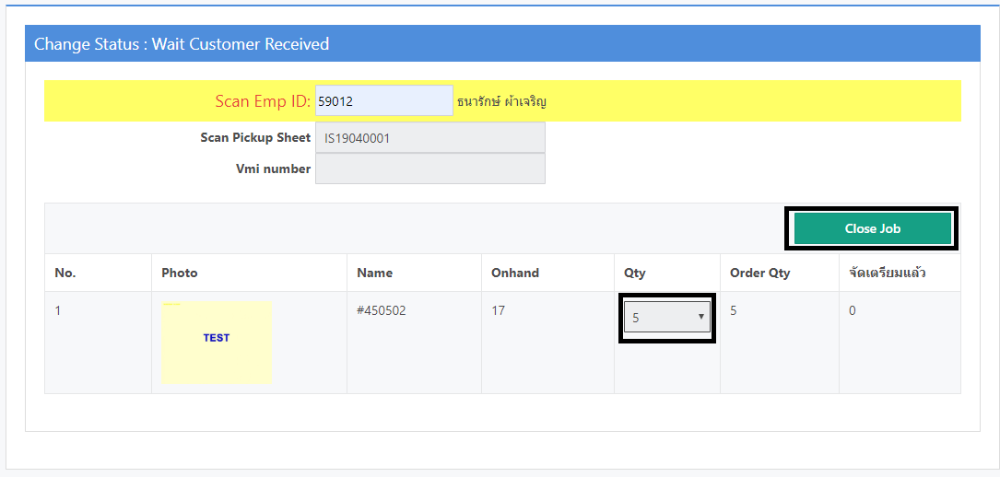 Change Status : Wait Customer Received
Scan Emp ID: 59012 ธนารักษ์ ผ้าเจริญ
Scan Pickup Sheet IS19040001
Vmi number
Close Job
No. Photo Name Onhand Qty Order Qty จัดเตรียมแล้ว
1 TEST #450502 17 5 5 0